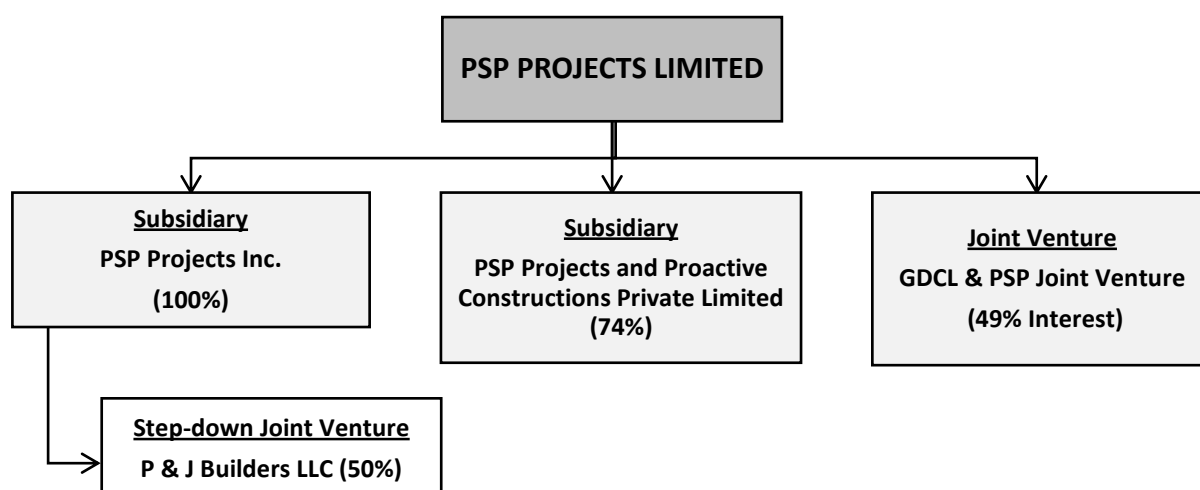 PSP PROJECTS LIMITED
Subsidiary
PSP Projects Inc.
(100%)
Subsidiary
PSP Projects and Proactive
Constructions Private Limited
(74%)
Joint Venture
GDCL & PSP Joint Venture
(49% Interest)
Step-down Joint Venture
P & J Builders LLC (50%)